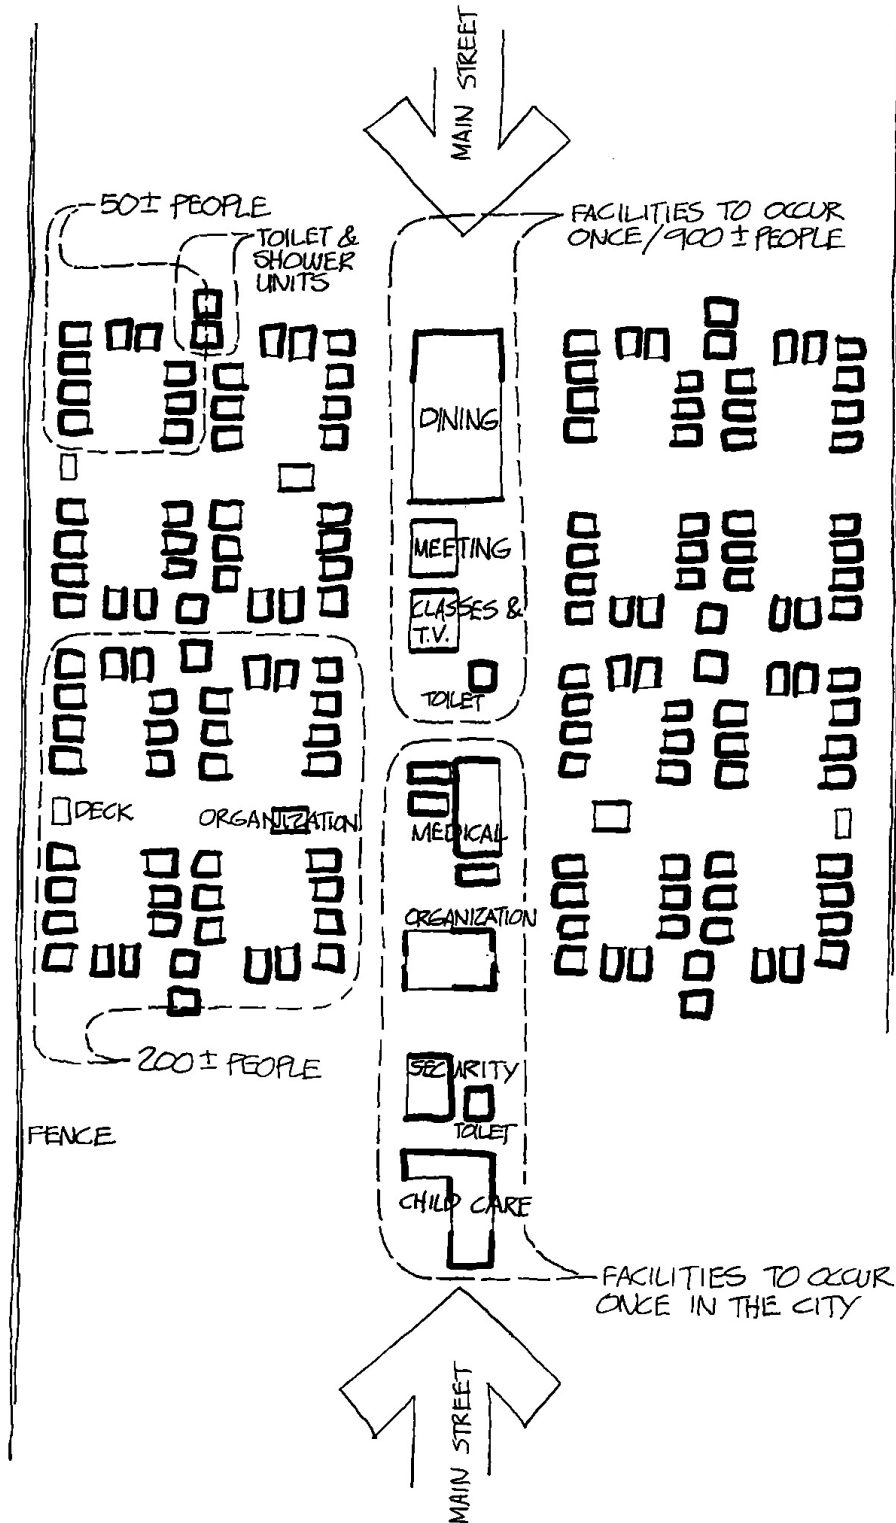 MAIN STREET
50± PEOPLE
TOILET &
SHOWER
UNITS
FACILITIES TO OCCUR
ONCE/900 ± PEOPLE
DINING
MEETING
CLASSES &
T.V.
TOILET
DECK
ORGANIZATION
MEDICAL
ORGANIZATION
200 ± PEOPLE
SECURITY
TOILET
FENCE
CHILD CARE
FACILITIES TO OCCUR
ONCE IN THE CITY
MAIN STREET